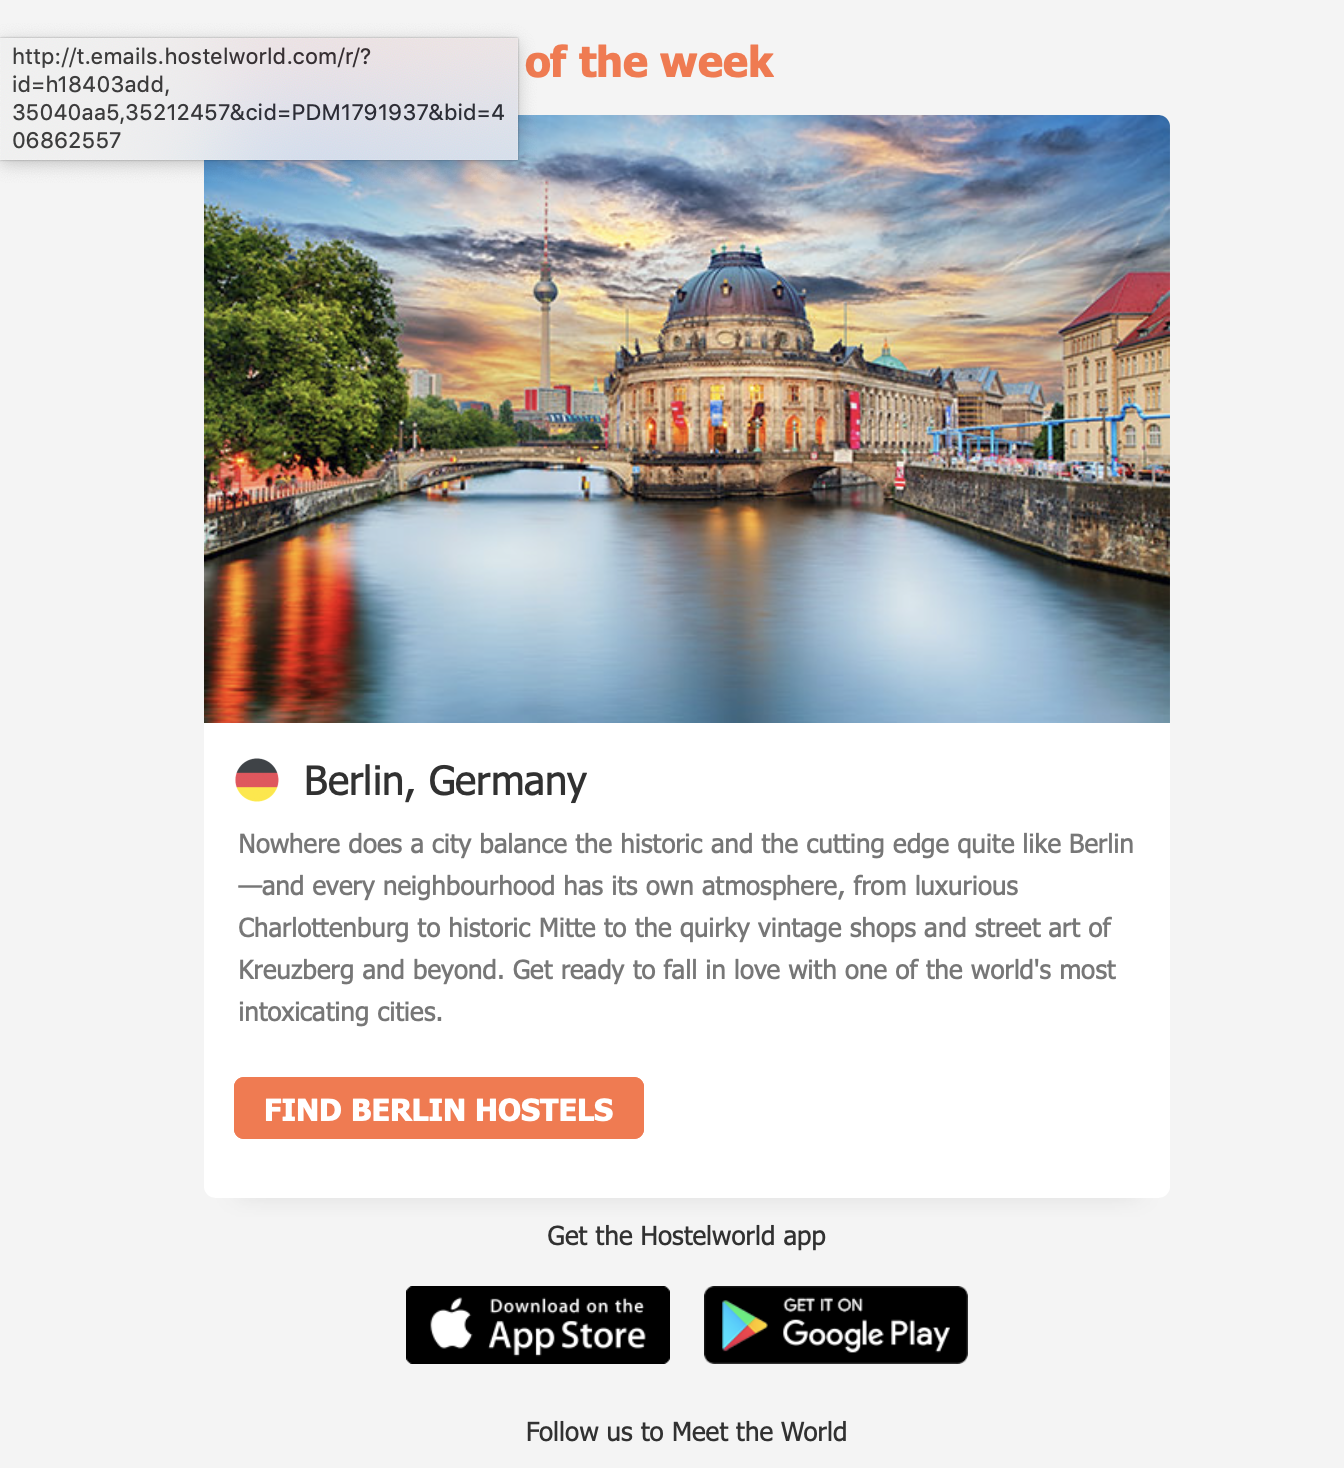 http://t.emails.hostelworld.com/r/?
id=h18403add,
35040aa5,35212457&cid=PDM1791937&bid=4
06862557
of the week
Berlin, Germany
Nowhere does a city balance the historic and the cutting edge quite like Berlin
—and every neighbourhood has its own atmosphere, from luxurious
Charlottenburg to historic Mitte to the quirky vintage shops and street art of
Kreuzberg and beyond. Get ready to fall in love with one of the world's most
intoxicating cities.
FIND BERLIN HOSTELS
Get the Hostelworld app
Download on the
App Store
GET IT ON
Google Play
Follow us to Meet the World